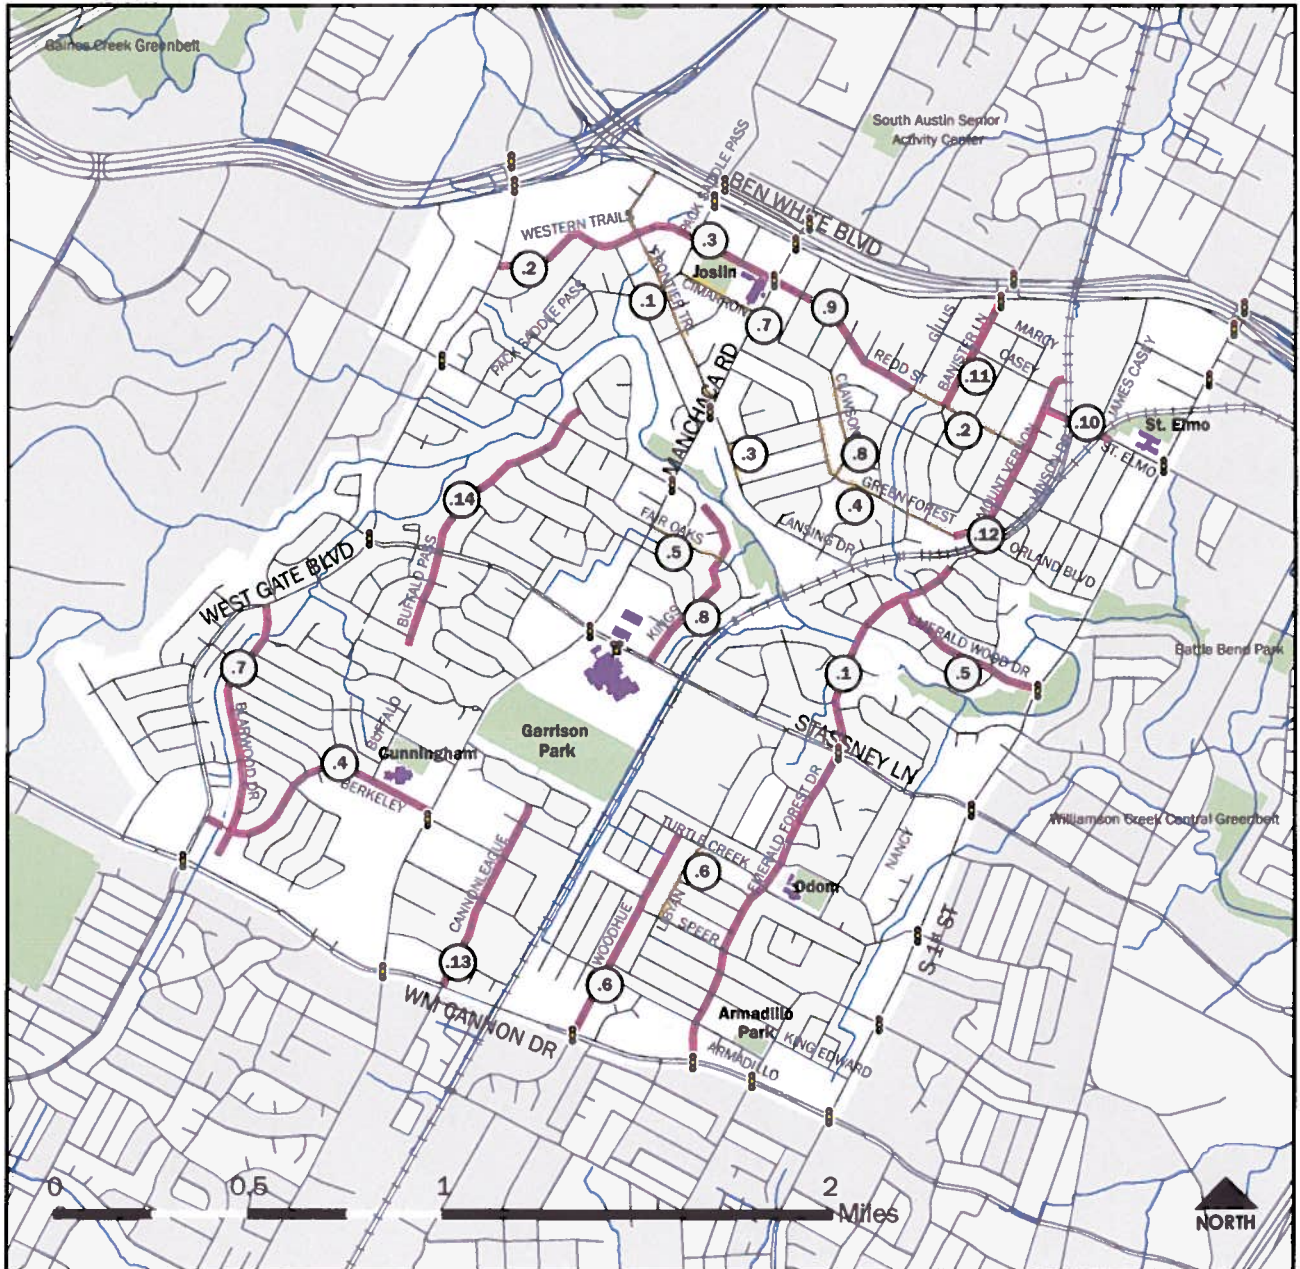 Gaines Creek Greenbelt
South Austin Senior
Activity Center
PACK SADDLE PASS
BEN WHITE BLVD
WESTERN TRAILS
.3
.2
Joslin
FRONTIER TRL
CIMARRON
.1
.9
.7
PACK SADDLE PASS
GILLIS
BANISTER LN
MARCY
CASEY
REDD ST
JAMES CASEY
MANCHACA RD
CLAWSON
.11
.10
St. Elmo
ST. ELMO
.2
.3
.8
MOUNT VERNON
.14
.4
GREEN FOREST
LANSING DR
FAIR OAKS
.12
ORLAND BLVD
.5
WEST GATE BLVD
BUFFALO PASS
KINGS
.8
EMERALD WOOD DR
Battle Bend Park
.7
.1
.5
BUFFALO
Garrison
Park
STASSNEY LN
BLARWOOD DR
Cunningham
.4
BERKELEY
EMERALD FOREST DR
Williamson Creek Central Greenbelt
TURTLE CREEK
NANCY
CANNONLEAGUE
.6
Odom
LIBYAN
SPEER
WOODHUE
S 1ST ST
.13
.6
WM CANNON DR
Armadillo
Park
KING EDWARD
ARMADILLO
0 0.5 1 2
Miles
NORTH